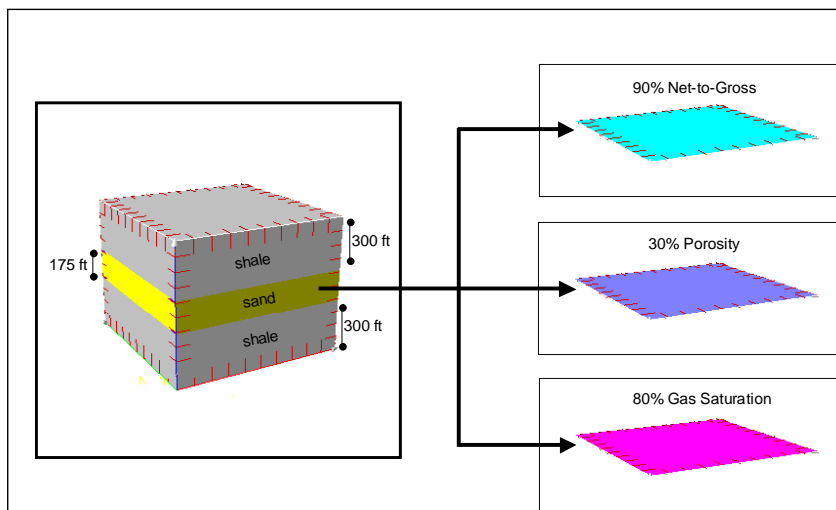 90% Net-to-Gross
300 ft
shale
175 ft
30% Porosity
sand
300 ft
shale
80% Gas Saturation